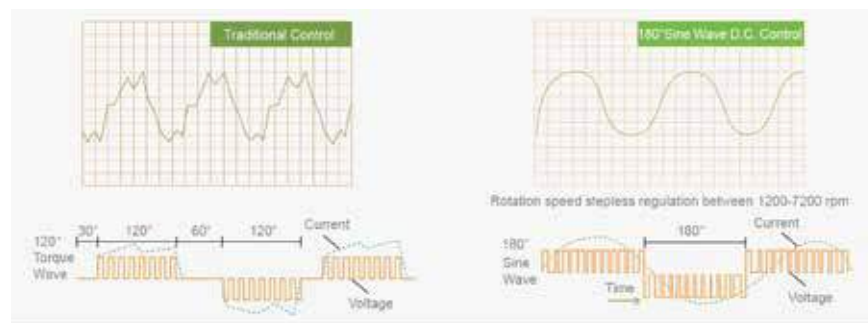 Traditional Control
180°Sine Wave D.C. Control
Rotation speed stepless regulation between 1200-7200 rpm
30° 120° 60° 120°
Current
120°
Torque
Wave
Voltage
180°
Current
180°
Sine
Wave
Time
Voltage